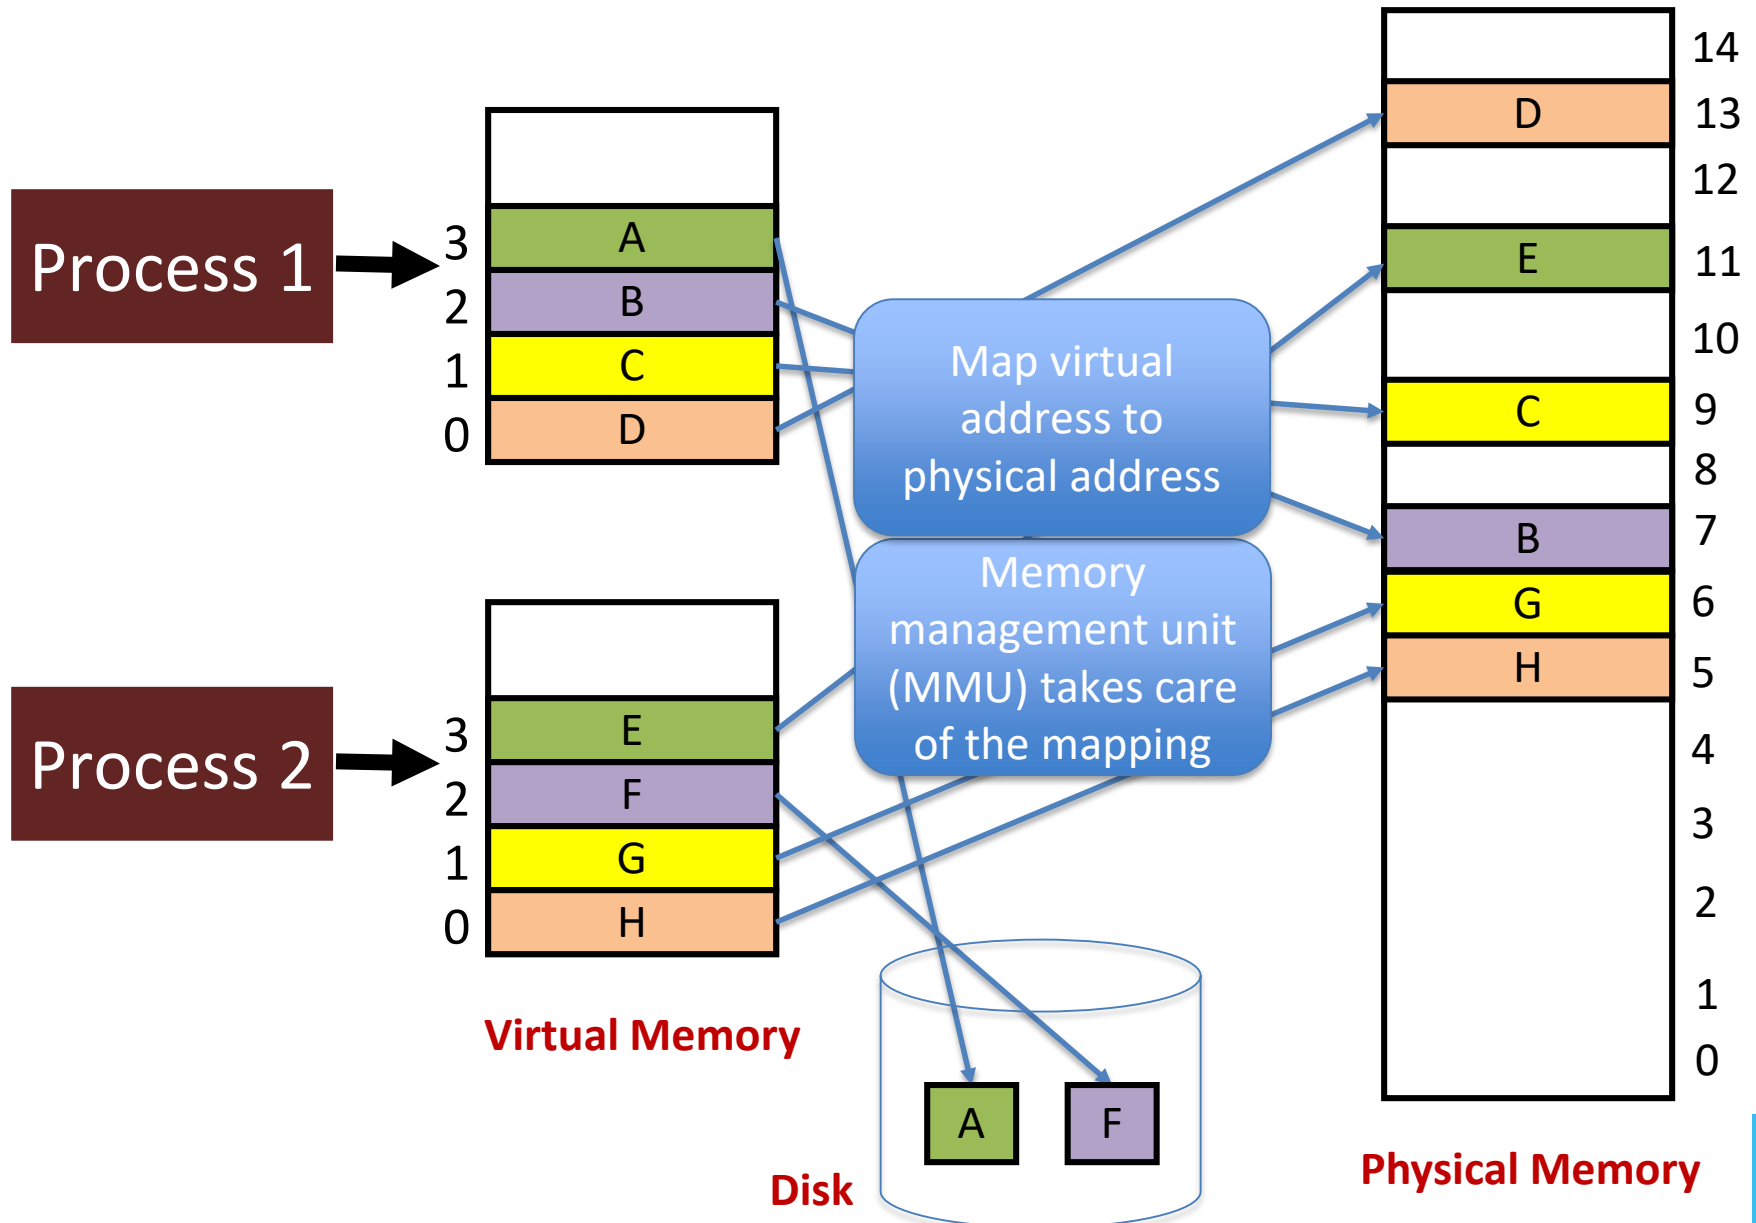 Process 1
3
A
2
B
1
C
0
D
Process 2
3
E
2
F
1
G
0
H
Virtual Memory
Map virtual
address to
physical address
Memory
management unit
(MMU) takes care
of the mapping
A
F
Disk
14
D
13
12
E
11
10
C
9
8
B
7
G
6
H
5
4
3
2
1
0
Physical Memory